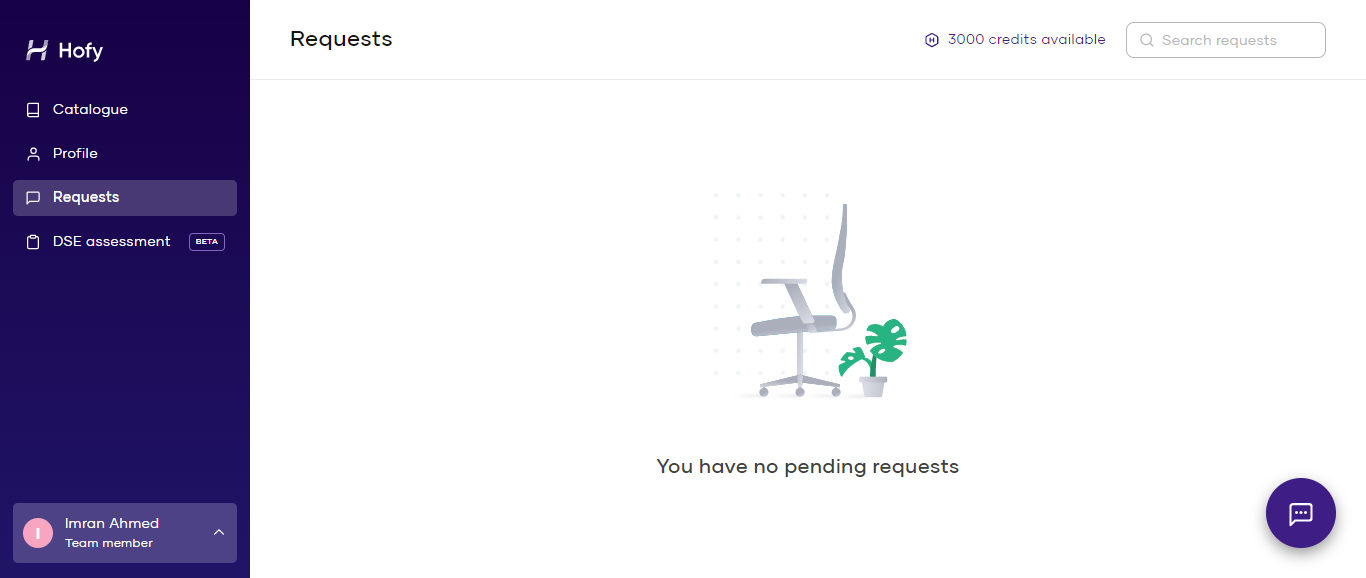 Hofy
Catalogue
Profile
Requests
DSE assessment BETA
I
Imran Ahmed
Team member
Requests
3000 credits available
Search requests
You have no pending requests